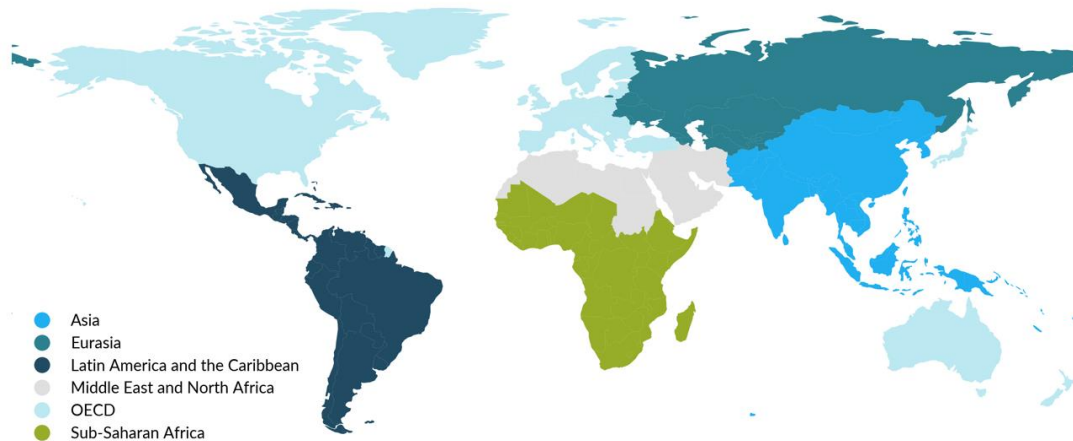 Asia
Eurasia
Latin America and the Caribbean
Middle East and North Africa
OECD
Sub-Saharan Africa